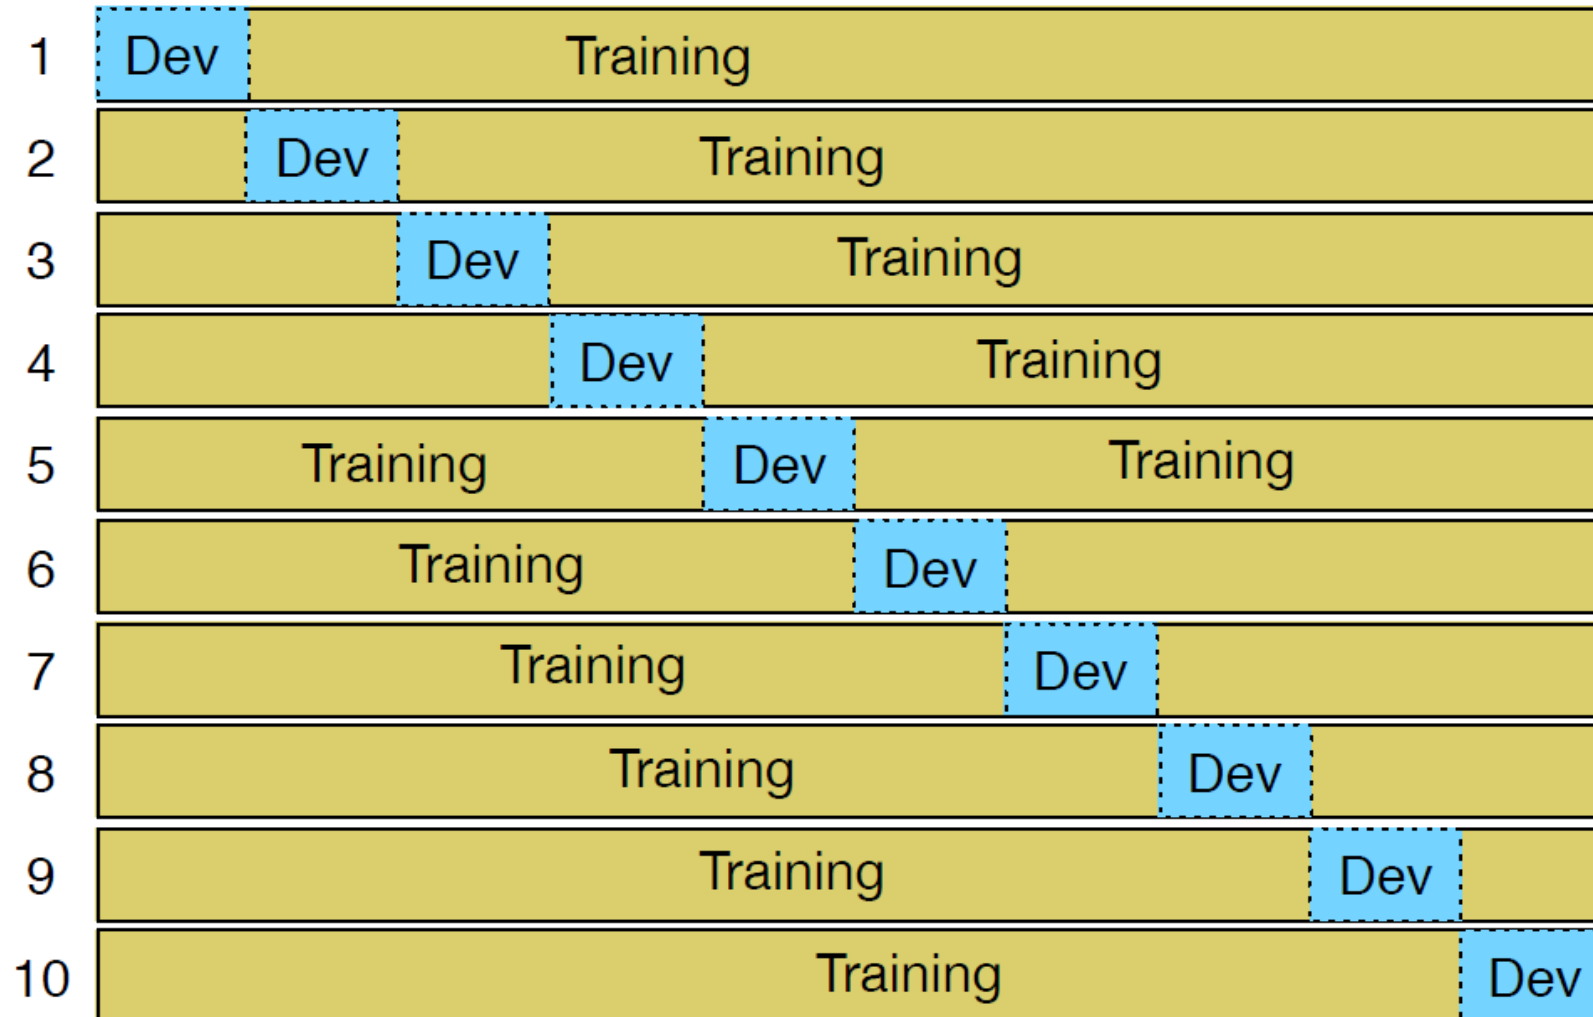 1 Dev Training
2 Dev Training
3 Dev Training
4 Dev Training
5 Training Dev Training
6 Training Dev
7 Training Dev
8 Training Dev
9 Training Dev
10 Training Dev